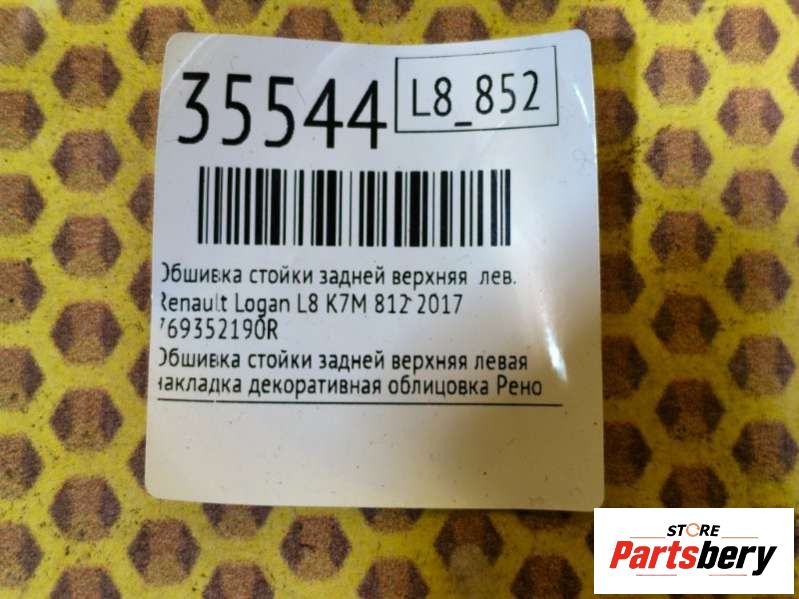 35544
L8_852
Обшивка стойки задней верхняя лев.
Renault Logan L8 K7M 812 2017
769352190R
Обшивка стойки задней верхняя левая
накладка декоративная облицовка Рено
STORE
Partsbery